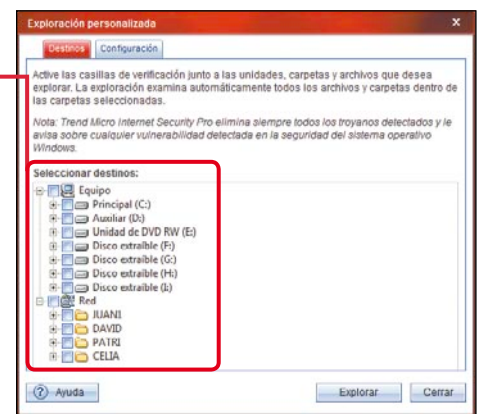 Exploración personalizada
x
Destinos
Configuración
Active las casillas de verificación junto a las unidades, carpetas y archivos que desea
explorar. La exploración examina automáticamente todos los archivos y carpetas dentro de
las carpetas seleccionadas.
Nota: Trend Micro Internet Security Pro elimina siempre todos los troyanos detectados y le
avisa sobre cualquier vulnerabilidad detectada en la seguridad del sistema operativo
Windows.
Seleccionar destinos:
Equipo
Principal (C:)
Auxiliar (D:)
Unidad de DVD RW (E:)
Disco extraíble (F:)
Disco extraíble (G:)
Disco extraíble (H:)
Disco extraíble (I:)
Red
JUANI
DAVID
PATRI
CELIA
? Ayuda
Explorar
Cerrar